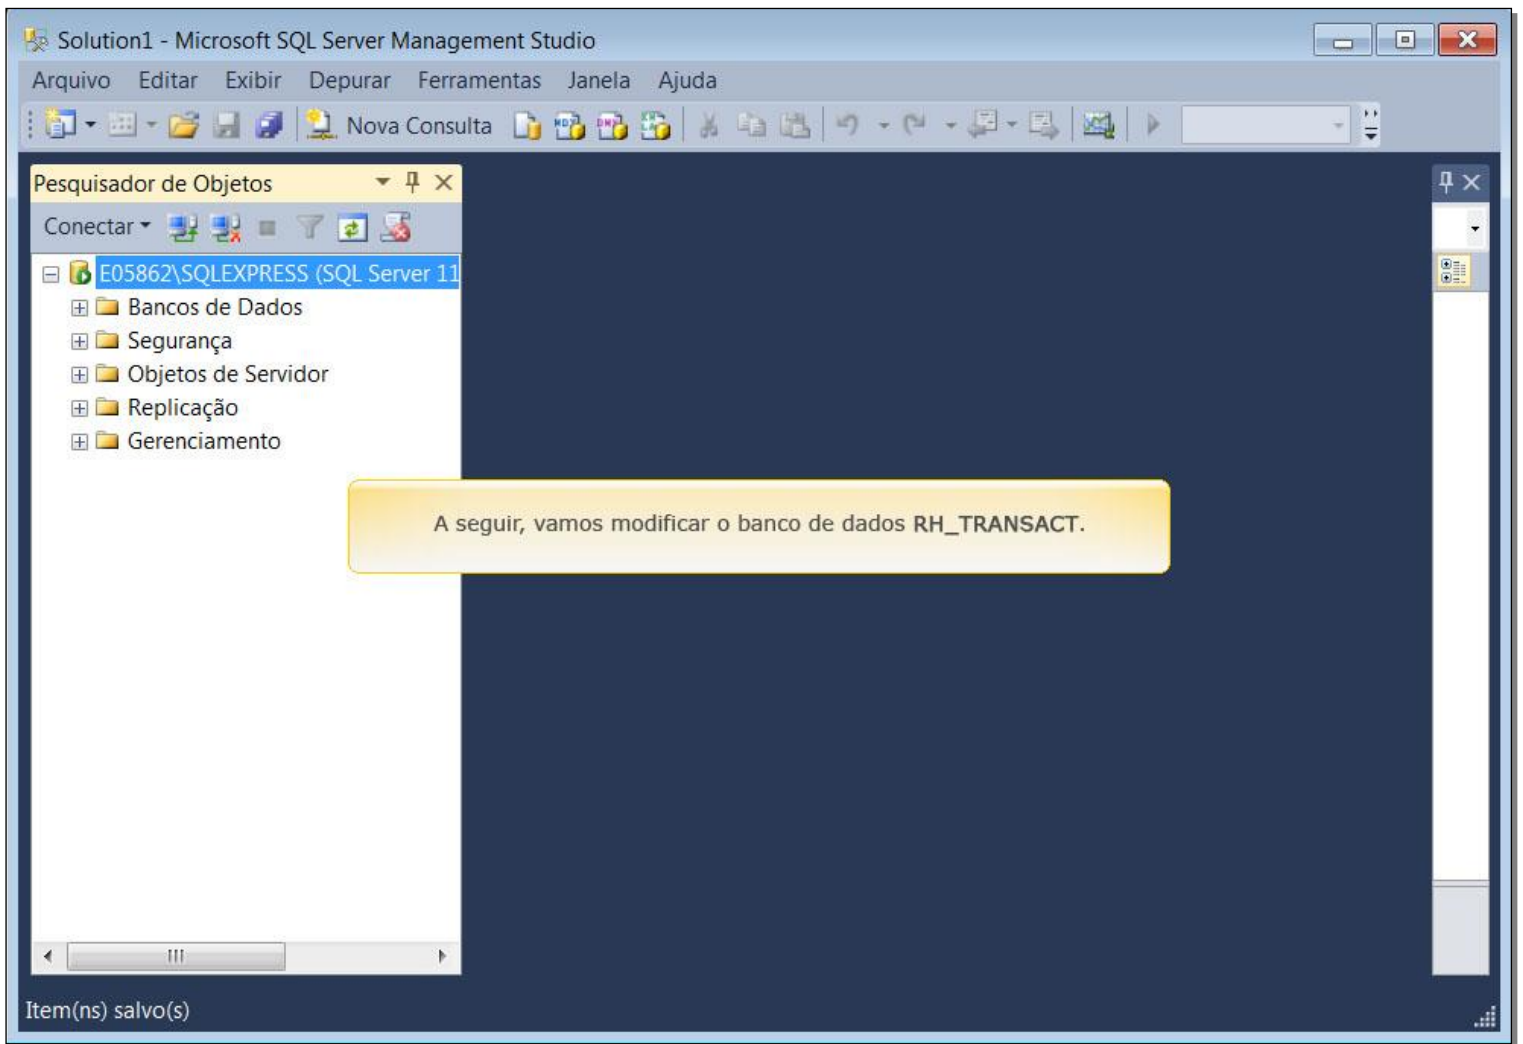 Solution1 - Microsoft SQL Server Management Studio
Arquivo Editar Exibir Depurar Ferramentas Janela Ajuda
Nova Consulta
Pesquisador de Objetos
Conectar
E05862\SQLEXPRESS (SQL Server 11
Bancos de Dados
Segurança
Objetos de Servidor
Replicação
Gerenciamento
A seguir, vamos modificar o banco de dados RH_TRANSACT.
Item(ns) salvo(s)